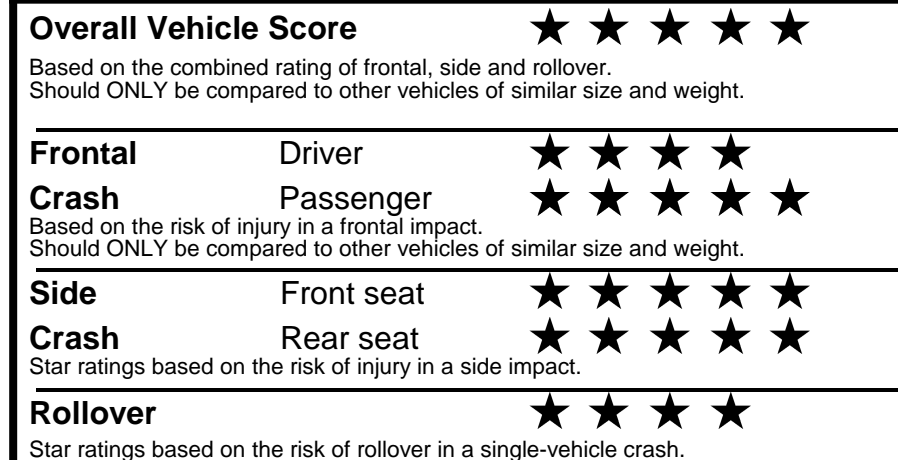 Overall Vehicle Score ★ ★ ★ ★ ★
Based on the combined rating of frontal, side and rollover.
Should ONLY be compared to other vehicles of similar size and weight.
Frontal Driver ★ ★ ★ ★
Crash Passenger ★ ★ ★ ★ ★
Based on the risk of injury in a frontal impact.
Should ONLY be compared to other vehicles of similar size and weight.
Side Front seat ★ ★ ★ ★ ★
Crash Rear seat ★ ★ ★ ★ ★
Star ratings based on the risk of injury in a side impact.
Rollover ★ ★ ★ ★
Star ratings based on the risk of rollover in a single-vehicle crash.